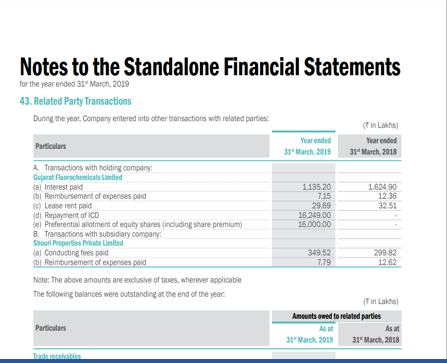 Notes to the Standalone Financial Statements
for the year ended 31st March, 2019
43. Related Party Transactions
During the year, Company entered into other transactions with related parties:
(₹ in Lakhs)
Particulars Year ended 31st March, 2019 Year ended 31st March, 2018
A. Transactions with holding company:
Gujarat Fluorochemicals Limited
(a) Interest paid 1,135.20 1,624.90
(b) Reimbursement of expenses paid 7.15 12.36
(c) Lease rent paid 29.69 32.51
(d) Repayment of ICD 16,249.00 -
(e) Preferential allotment of equity shares (including share premium) 16,000.00 -
B. Transactions with subsidiary company:
Shouri Properties Private Limited
(a) Conducting fees paid 349.52 299.82
(b) Reimbursement of expenses paid 7.79 12.62
Note: The above amounts are exclusive of taxes, wherever applicable
The following balances were outstanding at the end of the year:
(₹ in Lakhs)
Amounts owed to related parties
Particulars As at 31st March, 2019 As at 31st March, 2018
Trade receivables